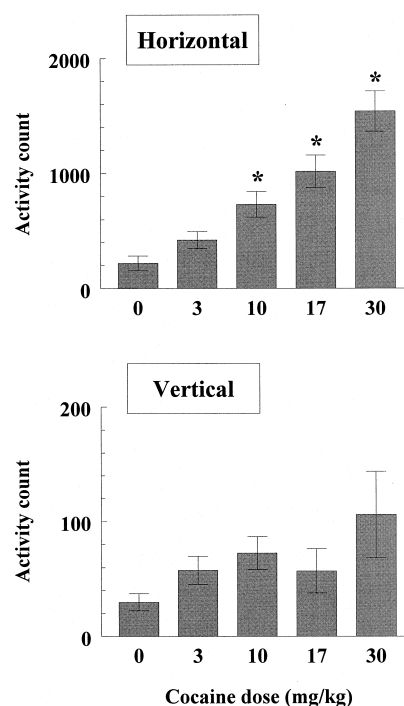 Horizontal
2000
*
*
*
1000
Activity count
0
0 3 10 17 30
Vertical
200
100
Activity count
0
0 3 10 17 30
Cocaine dose (mg/kg)